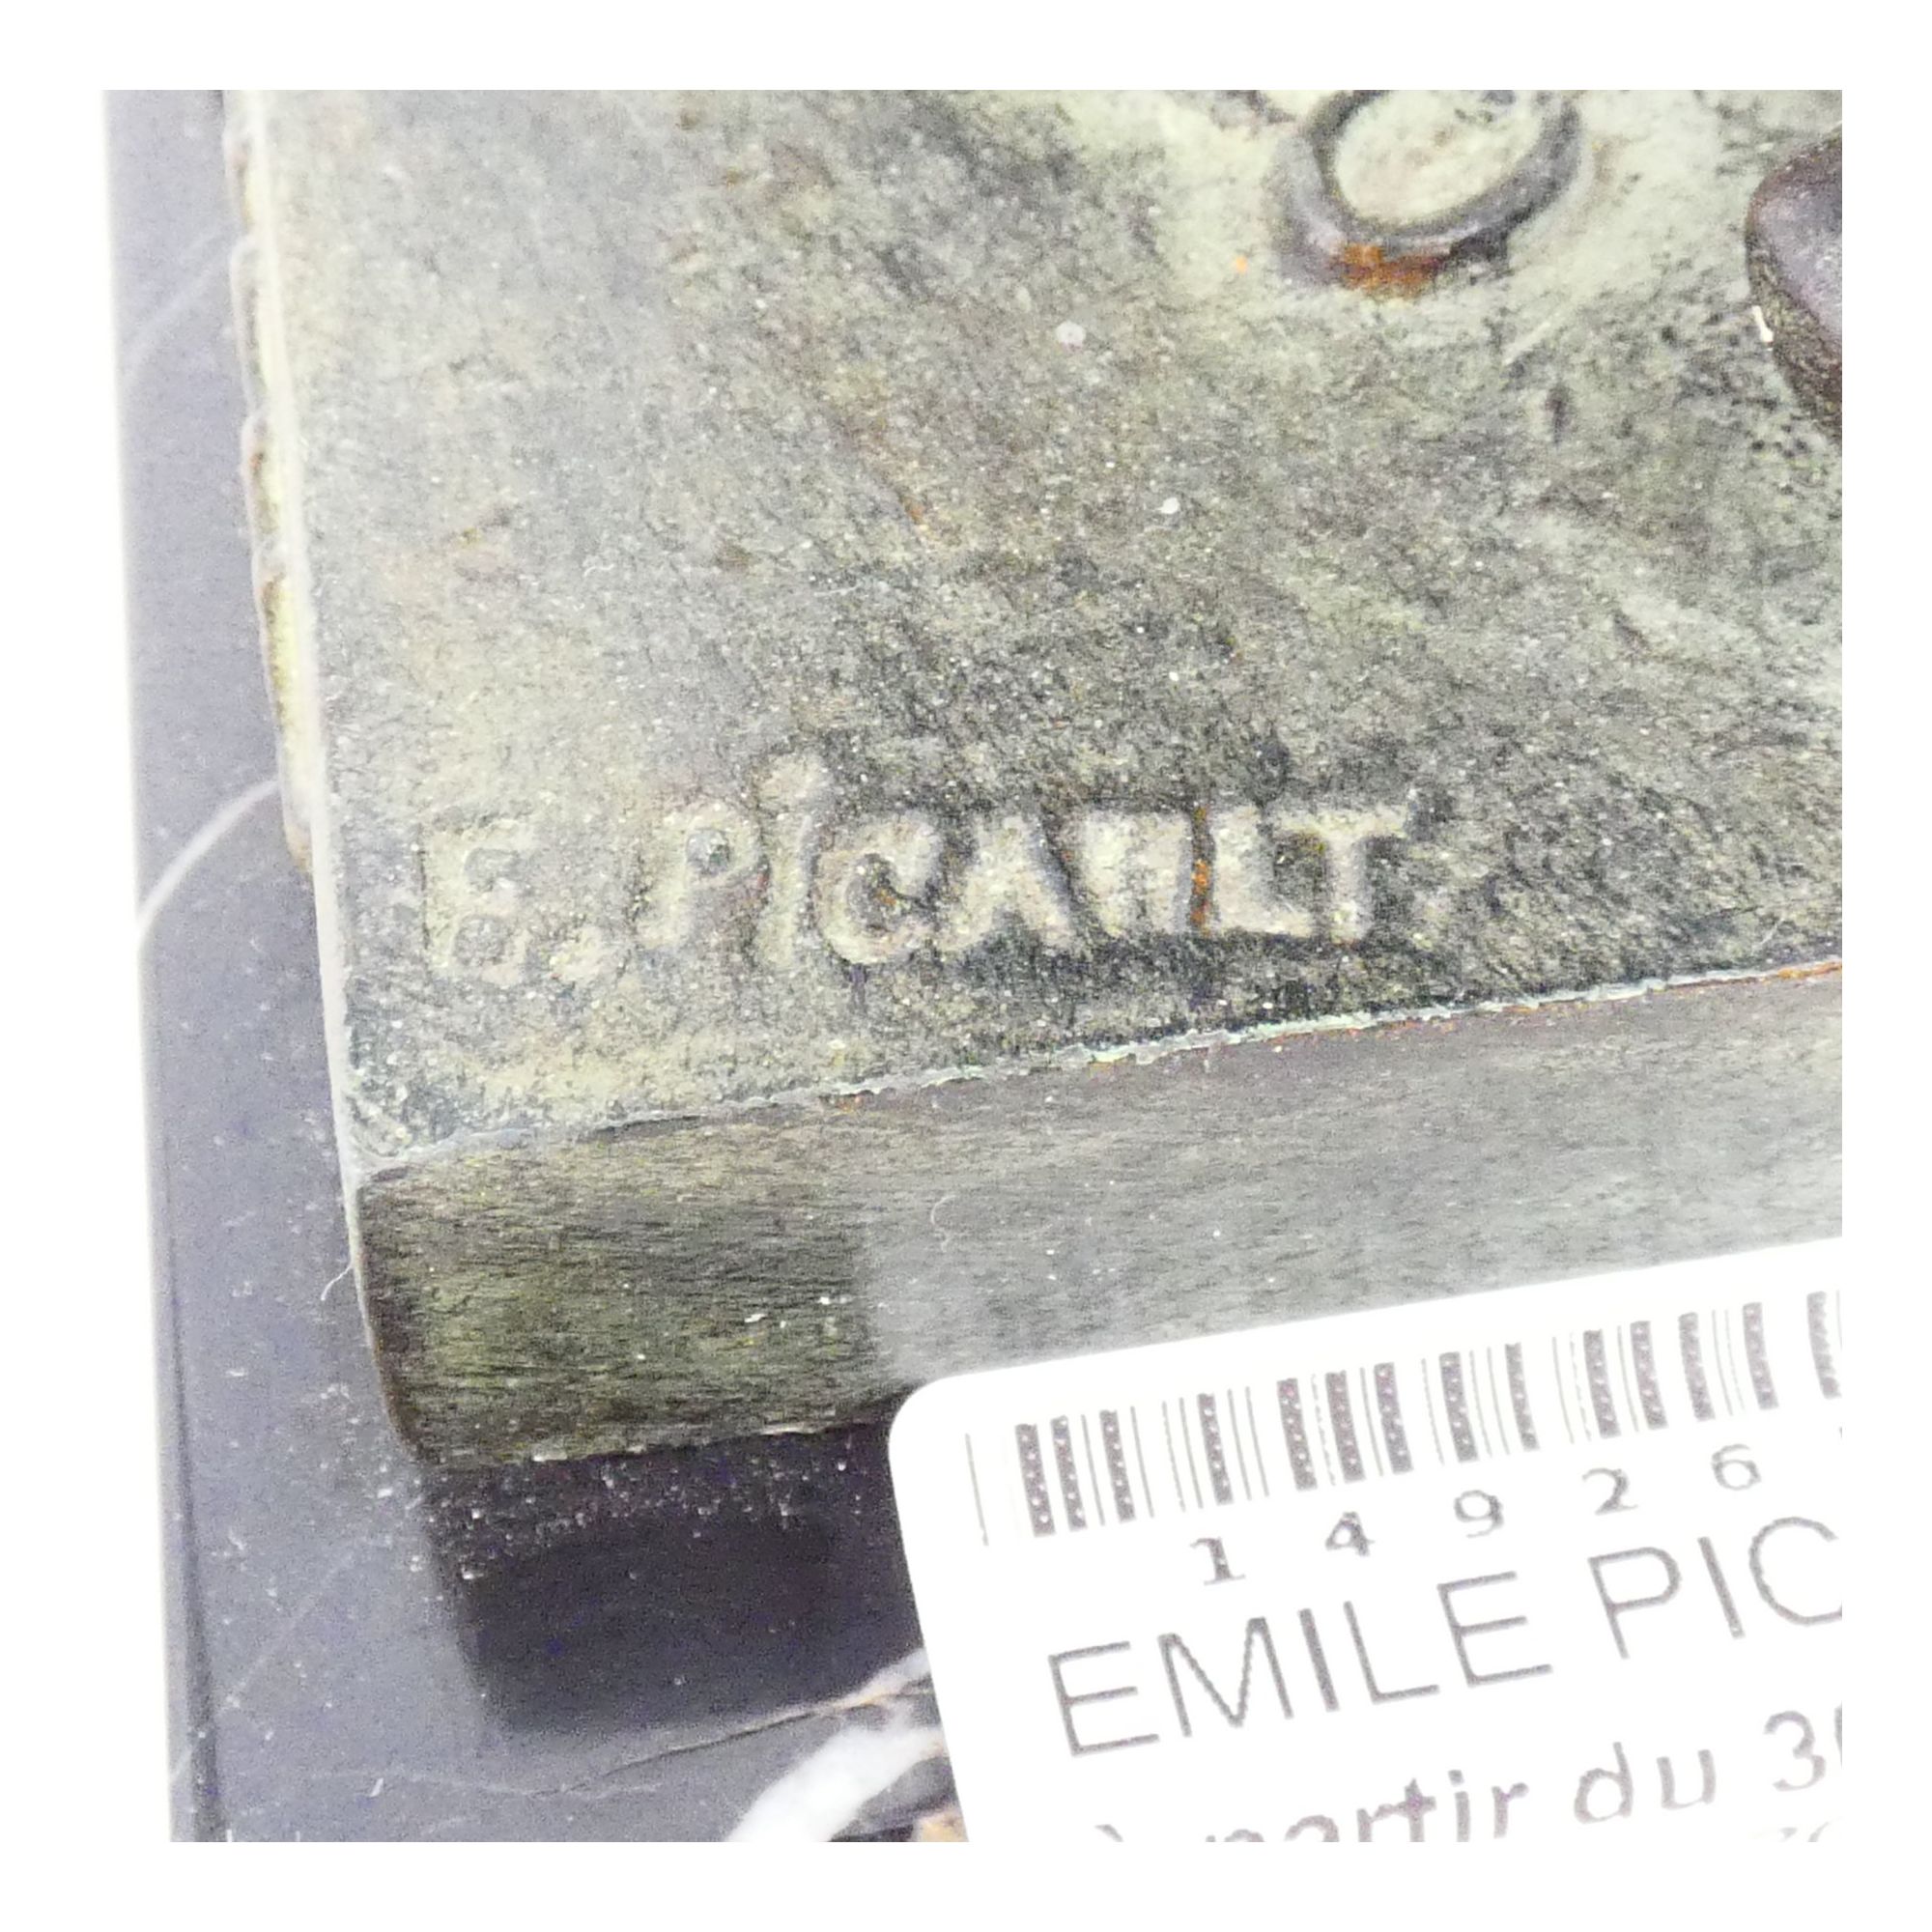 E. PICAULT
1 4 9 2 6
EMILE PIC
à partir du 3